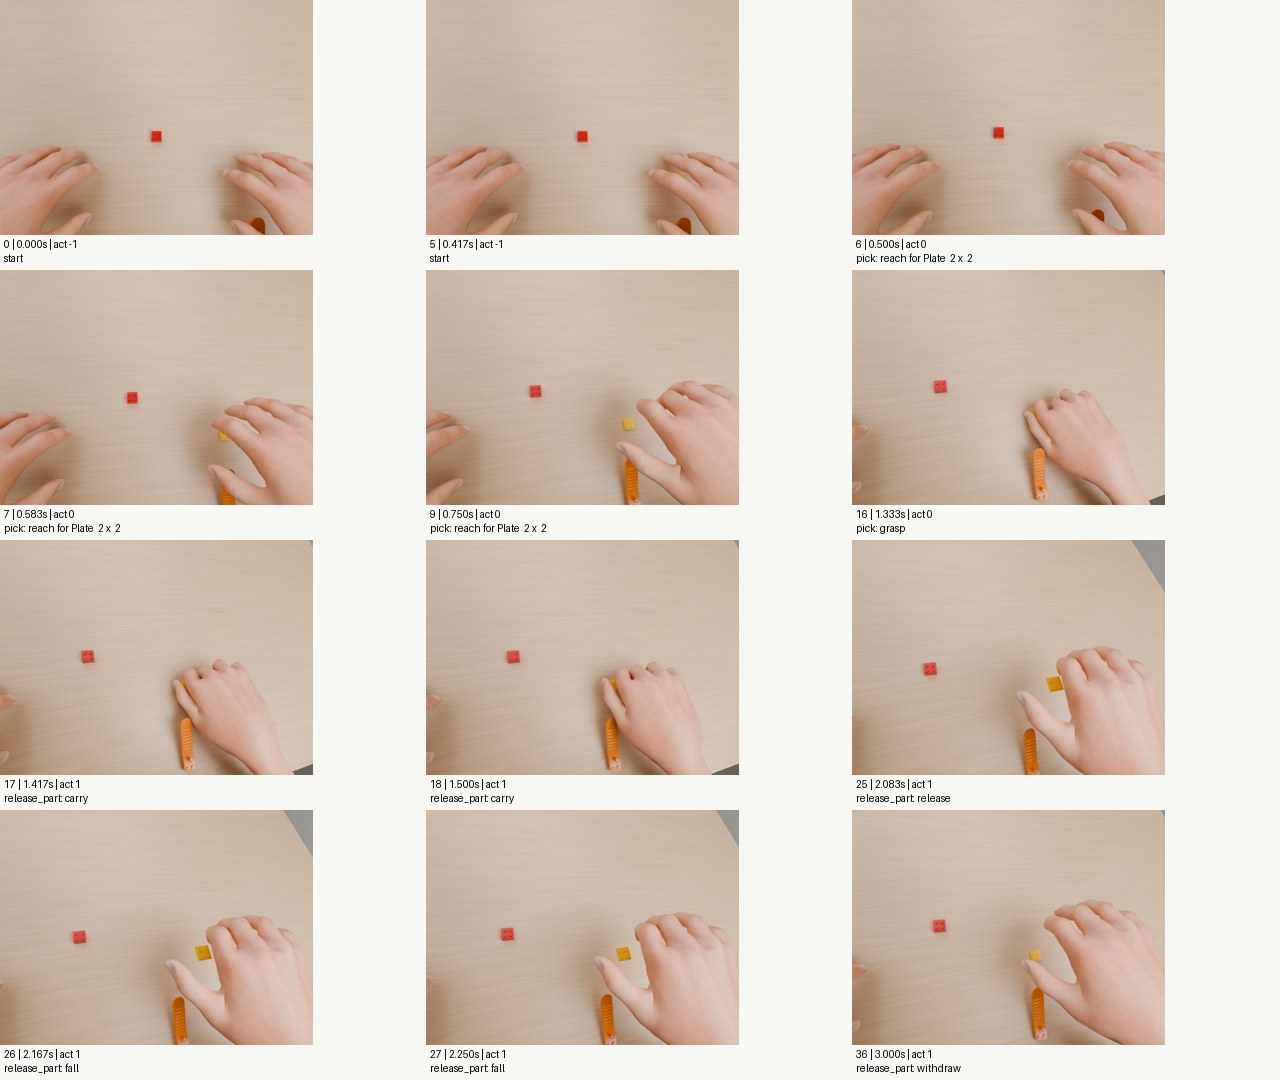 0 | 0.000s | act -1
start
5 | 0.417s | act -1
start
6 | 0.500s | act 0
pick: reach for Plate 2 x 2
7 | 0.583s | act 0
pick: reach for Plate 2 x 2
9 | 0.750s | act 0
pick: reach for Plate 2 x 2
16 | 1.333s | act 0
pick: grasp
17 | 1.417s | act 1
release_part: carry
18 | 1.500s | act 1
release_part: carry
25 | 2.083s | act 1
release_part: release
26 | 2.167s | act 1
release_part: fall
27 | 2.250s | act 1
release_part: fall
36 | 3.000s | act 1
release_part: withdraw